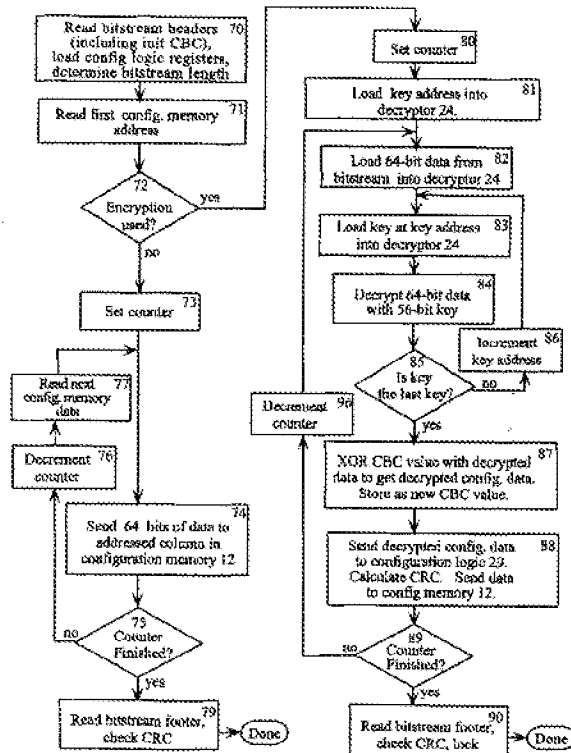 70
Read bitstream headers
(including init CBC),
load config logic registers,
determine bitstream length
71
Read first config. memory
address
72
Encryption
used?
yes
no
73
Set counter
77
Read next
config. memory
data
76
Decrement
counter
74
Send 64 bits of data to
addressed column in
configuration memory 12
75
Counter
Finished?
no
yes
79
Read bitstream footer,
check CRC
Done
80
Set counter
81
Load key address into
decryptor 24.
82
Load 64-bit data from
bitstream into decryptor 24
83
Load key at key address
into decryptor 24
84
Decrypt 64-bit data
with 56-bit key
86
Increment
key address
85
Is key
the last key?
no
yes
96
Decrement
counter
87
XOR CBC value with decrypted
data to get decrypted config. data.
Store as new CBC value.
88
Send decrypted config. data
to configuration logic 29.
Calculate CRC. Send data
to config memory 12.
89
Counter
Finished?
no
yes
90
Read bitstream footer,
check CRC, lock
Done